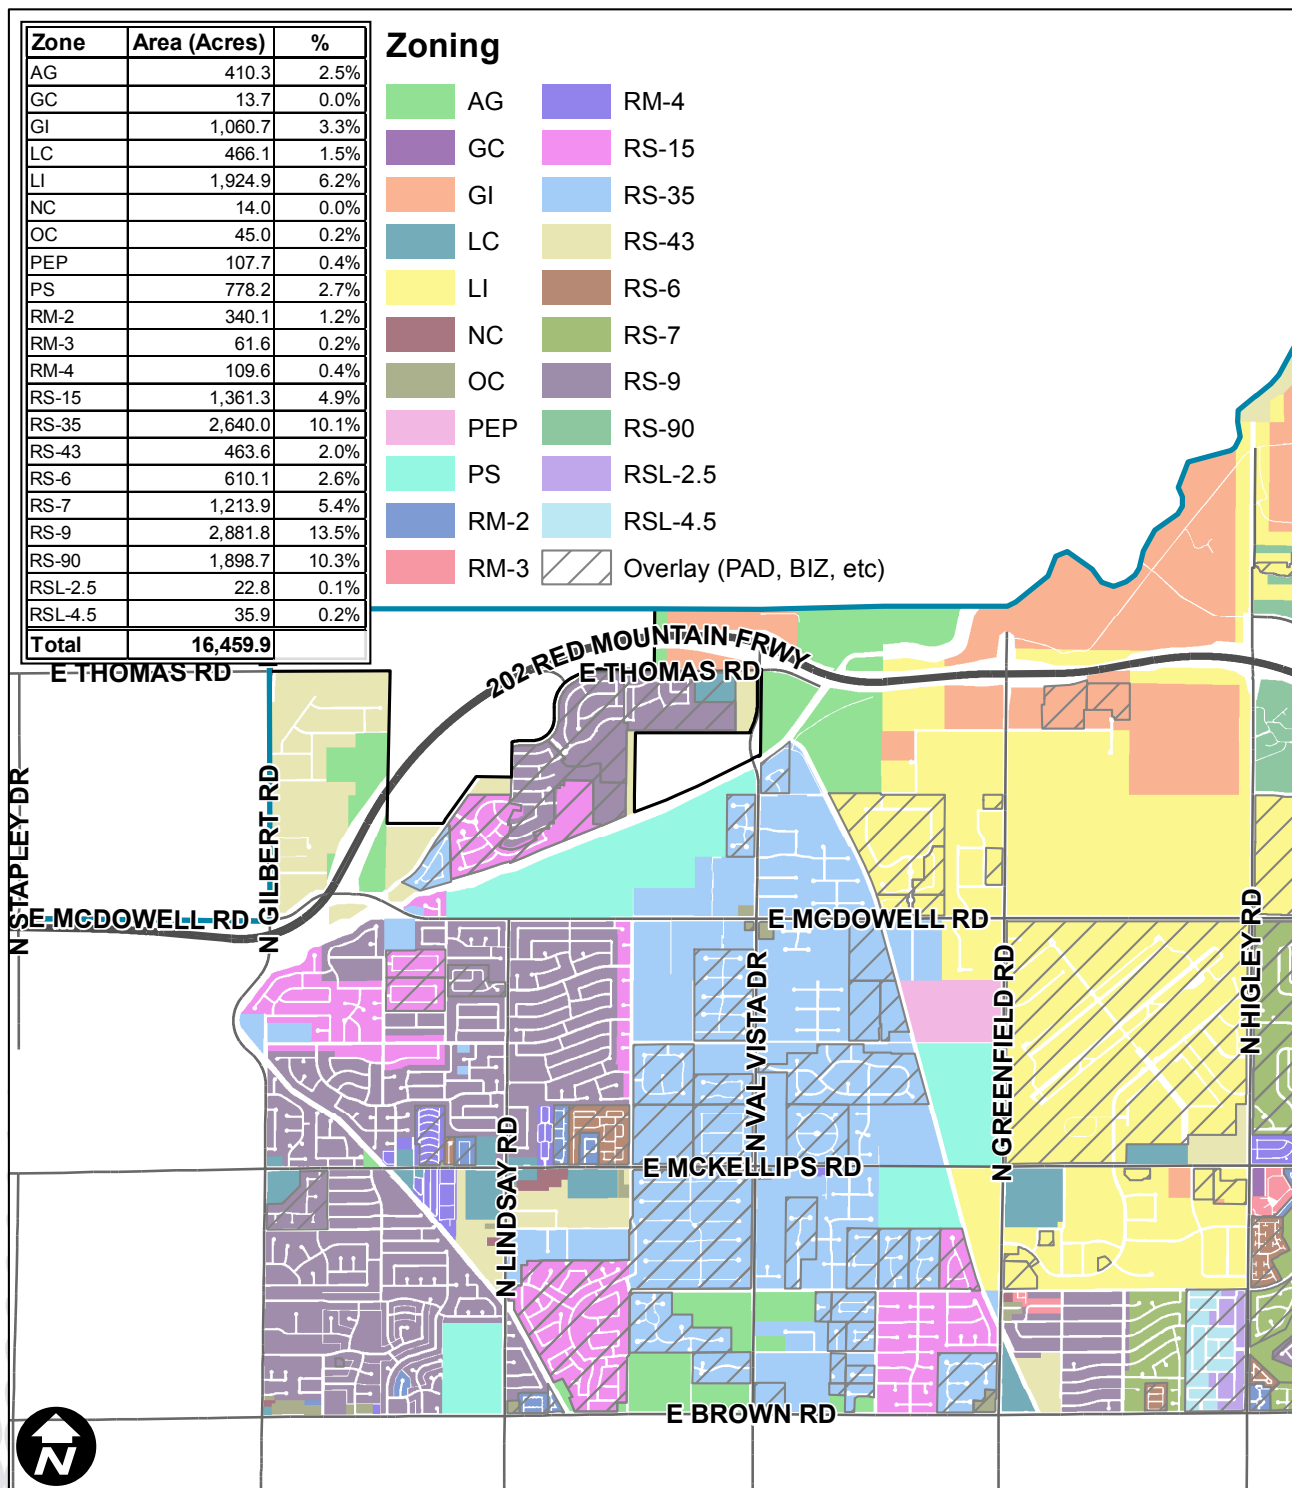 Zone Area (Acres) %
AG 410.3 2.5%
GC 13.7 0.0%
GI 1,060.7 3.3%
LC 466.1 1.5%
LI 1,924.9 6.2%
NC 14.0 0.0%
OC 45.0 0.2%
PEP 107.7 0.4%
PS 778.2 2.7%
RM-2 340.1 1.2%
RM-3 61.6 0.2%
RM-4 109.6 0.4%
RS-15 1,361.3 4.9%
RS-35 2,640.0 10.1%
RS-43 463.6 2.0%
RS-6 610.1 2.6%
RS-7 1,213.9 5.4%
RS-9 2,881.8 13.5%
RS-90 1,898.7 10.3%
RSL-2.5 22.8 0.1%
RSL-4.5 35.9 0.2%
Total 16,459.9
Zoning
AG
GC
GI
LC
LI
NC
OC
PEP
PS
RM-2
RM-3
RM-4
RS-15
RS-35
RS-43
RS-6
RS-7
RS-9
RS-90
RSL-2.5
RSL-4.5
Overlay (PAD, BIZ, etc)
202 RED MOUNTAIN FRWY
E THOMAS RD
E THOMAS RD
N STAPLEY DR
N GILBERT RD
E MCDOWELL RD
E MCDOWELL RD
N VAL VISTA DR
N GREENFIELD RD
N HIGLEY RD
N LINDSAY RD
E MCKELLIPS RD
E BROWN RD
N